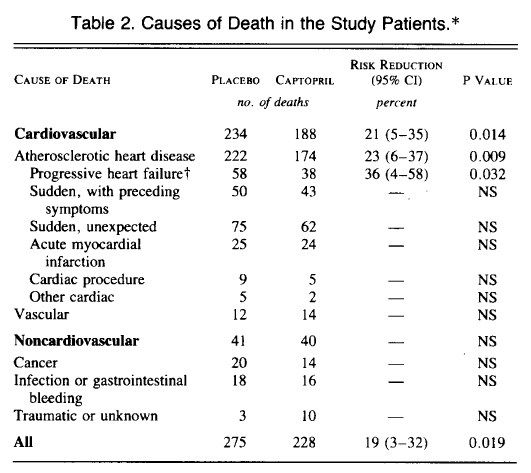 Table 2. Causes of Death in the Study Patients.*
CAUSE OF DEATH PLACEBO CAPTOPRIL RISK REDUCTION (95% CI) P VALUE
no. of deaths percent
Cardiovascular 234 188 21 (5–35) 0.014
Atherosclerotic heart disease 222 174 23 (6–37) 0.009
Progressive heart failure† 58 38 36 (4–58) 0.032
Sudden, with preceding 50 43 — NS
symptoms
Sudden, unexpected 75 62 — NS
Acute myocardial 25 24 — NS
infarction
Cardiac procedure 9 5 — NS
Other cardiac 5 2 — NS
Vascular 12 14 — NS
Noncardiovascular 41 40 — NS
Cancer 20 14 — NS
Infection or gastrointestinal 18 16 — NS
bleeding
Traumatic or unknown 3 10 — NS
All 275 228 19 (3–32) 0.019